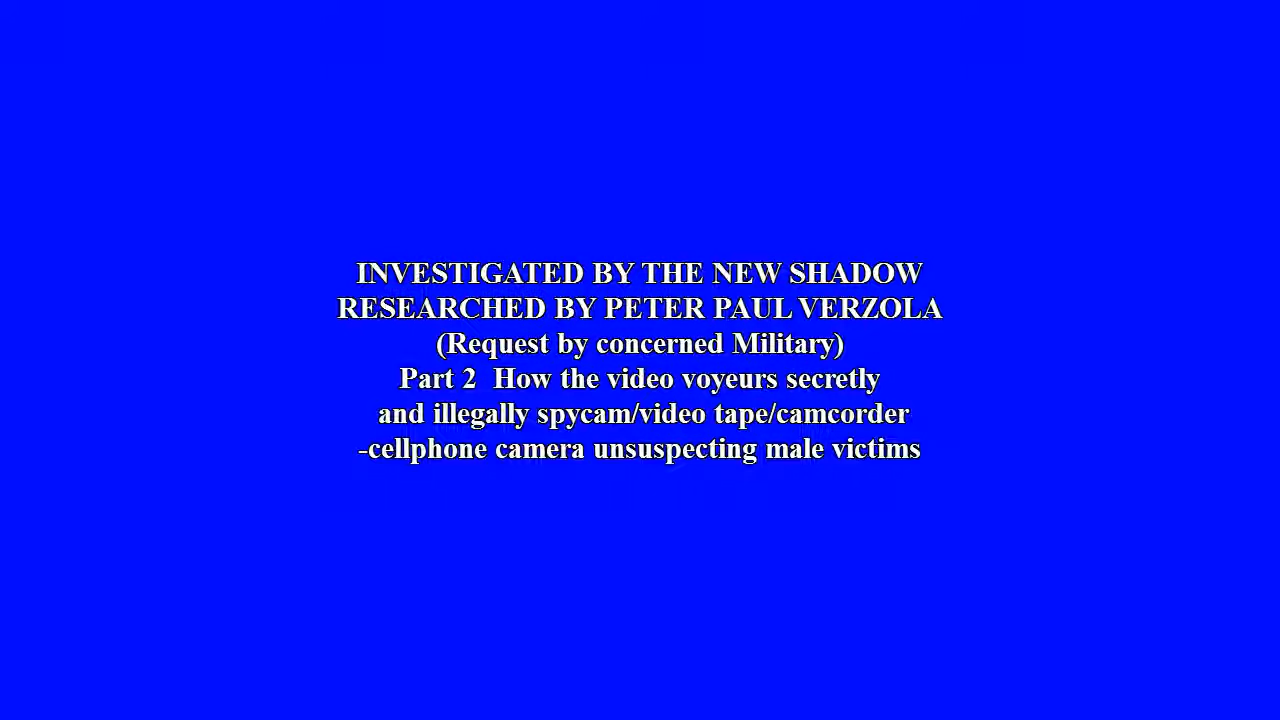 INVESTIGATED BY THE NEW SHADOW
RESEARCHED BY PETER PAUL VERZOLA
(Request by concerned Military)
Part 2  How the video voyeurs secretly
and illegally spycam/video tape/camcorder
-cellphone camera unsuspecting male victims